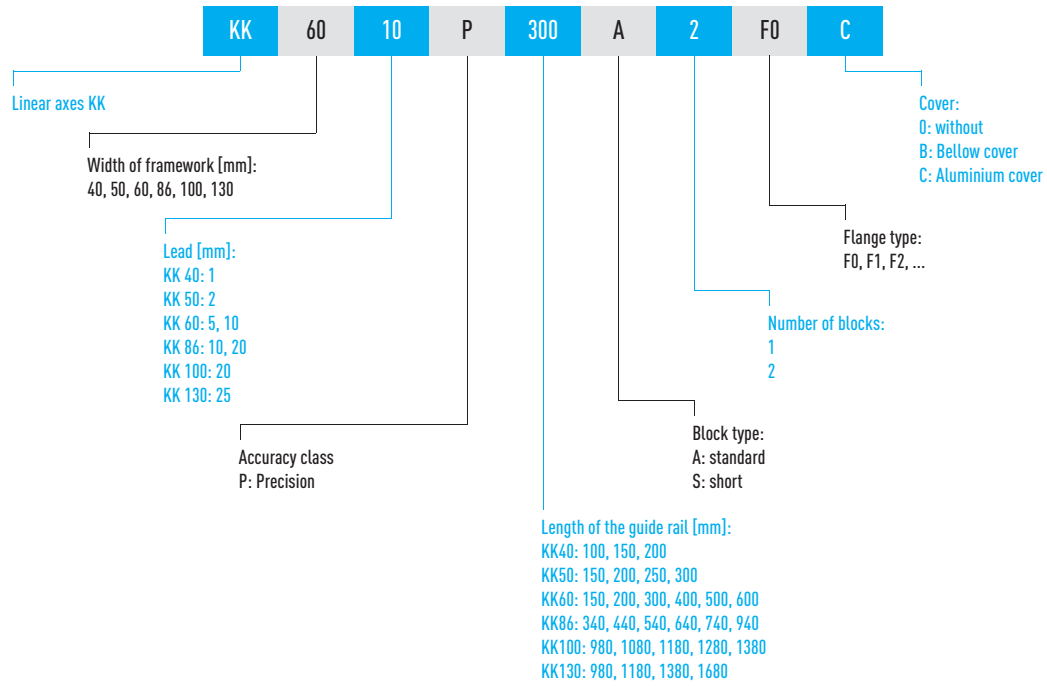 KK 60 10 P 300 A 2 F0 C
Linear axes KK
Width of framework [mm]:
40, 50, 60, 86, 100, 130
Lead [mm]:
KK 40: 1
KK 50: 2
KK 60: 5, 10
KK 86: 10, 20
KK 100: 20
KK 130: 25
Accuracy class
P: Precision
Length of the guide rail [mm]:
KK40: 100, 150, 200
KK50: 150, 200, 250, 300
KK60: 150, 200, 300, 400, 500, 600
KK86: 340, 440, 540, 640, 740, 940
KK100: 980, 1080, 1180, 1280, 1380
KK130: 980, 1180, 1380, 1680
Block type:
A: standard
S: short
Number of blocks:
1
2
Flange type:
F0, F1, F2, ...
Cover:
0: without
B: Bellow cover
C: Aluminium cover